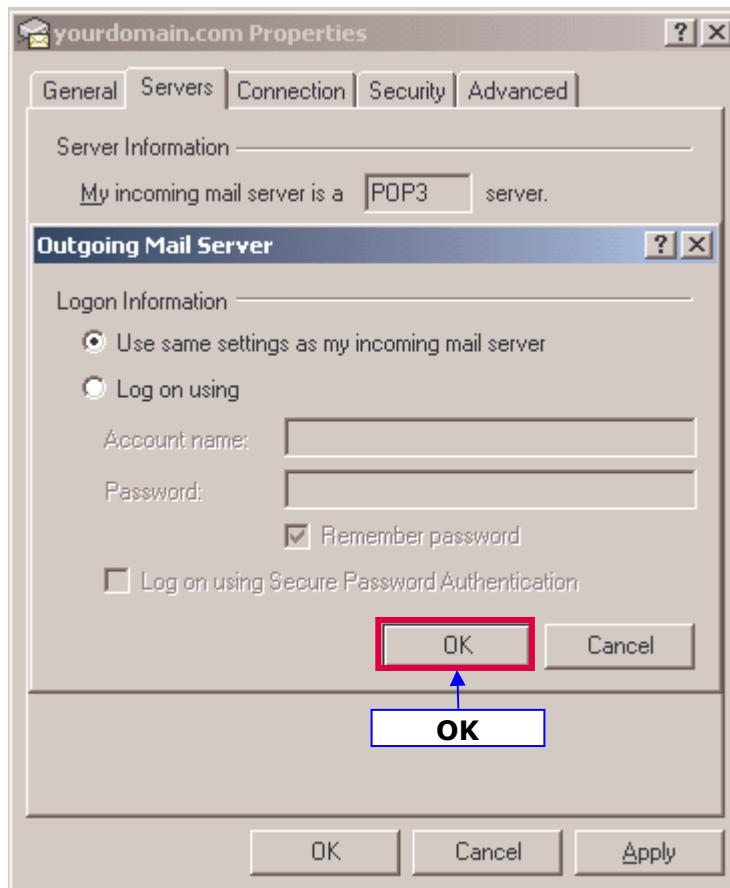 yourdomain.com Properties
General Servers Connection Security Advanced
Server Information
My incoming mail server is a POP3 server.
Outgoing Mail Server
Logon Information
Use same settings as my incoming mail server
Log on using
Account name:
Password:
Remember password
Log on using Secure Password Authentication
OK Cancel
OK
OK Cancel Apply